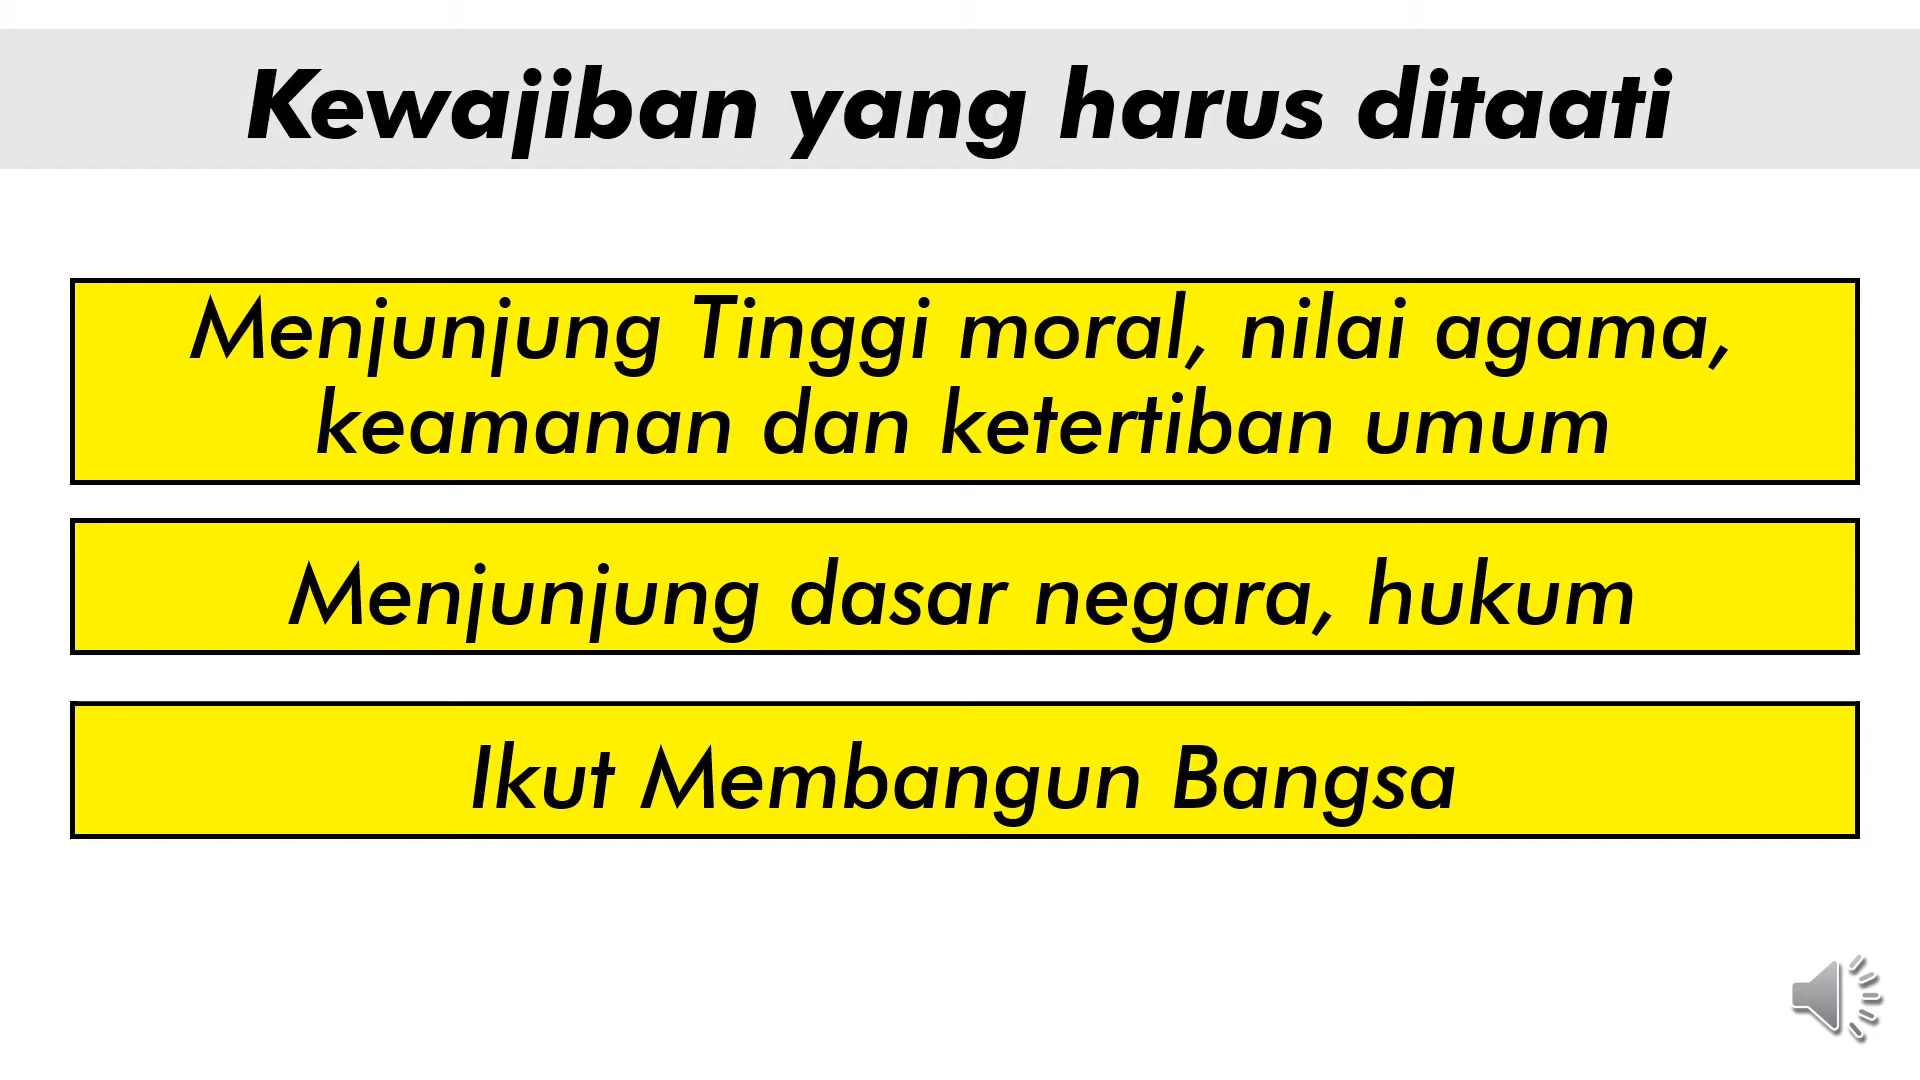 Kewajiban yang harus ditaati
Menjunjung Tinggi moral, nilai agama,
keamanan dan ketertiban umum
Menjunjung dasar negara, hukum
Ikut Membangun Bangsa